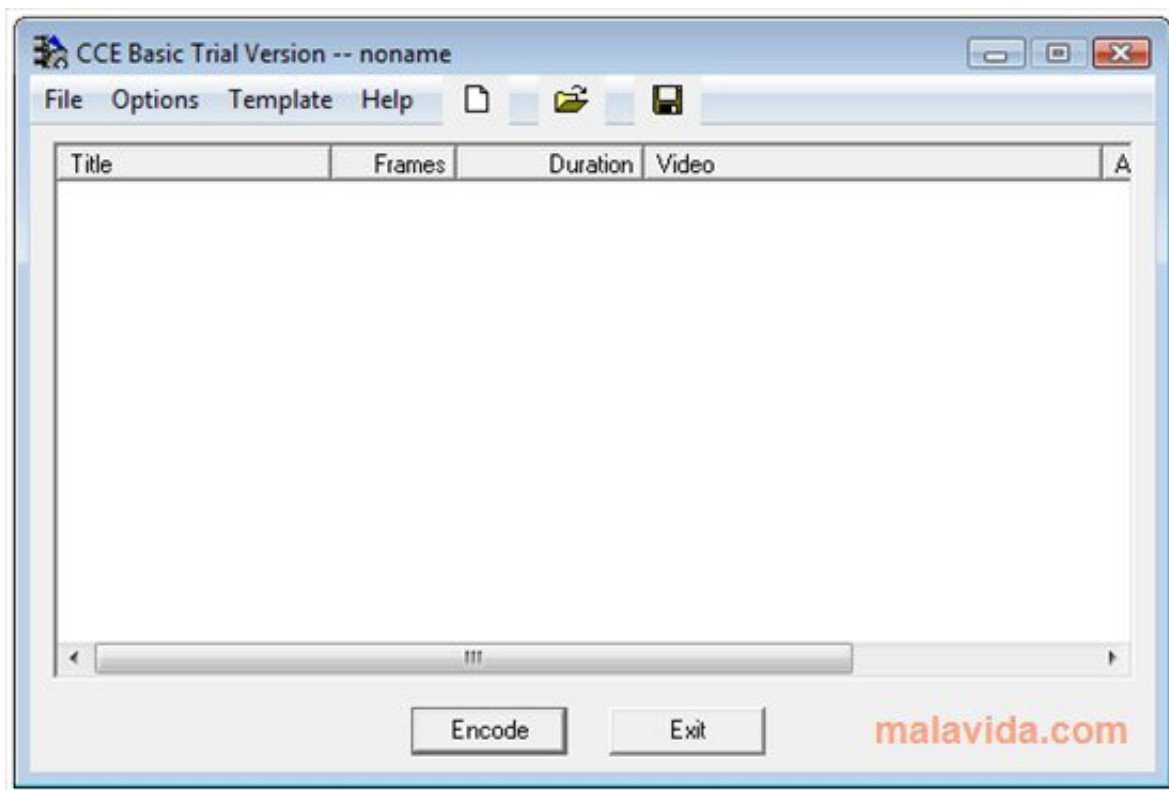 CCE Basic Trial Version -- noname
File Options Template Help
Title Frames Duration Video A
Encode Exit
malavida.com